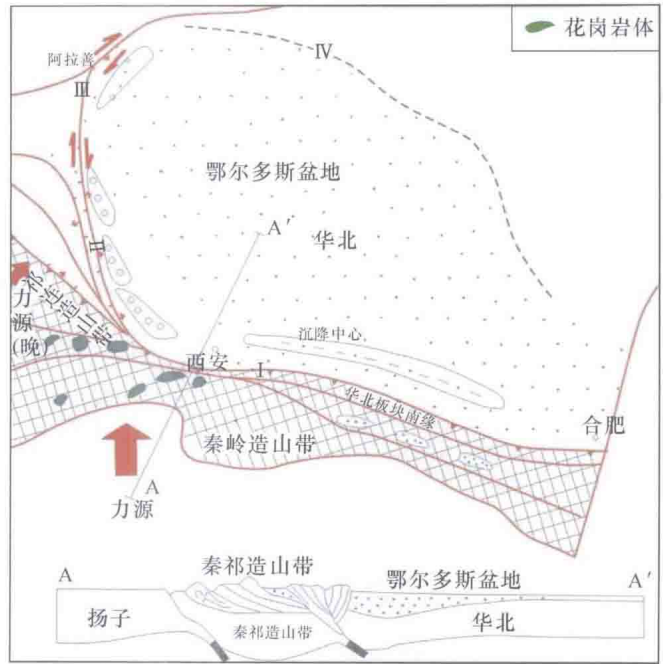 花岗岩体
阿拉善
Ⅲ
Ⅳ
鄂尔多斯盆地
A′
华北
Ⅱ
祁连造山带
力源
(晚)
沉降中心
西安
Ⅰ
华北板块南缘
合肥
秦岭造山带
A
力源
秦祁造山带
A
鄂尔多斯盆地
A′
扬子
秦祁造山带
华北